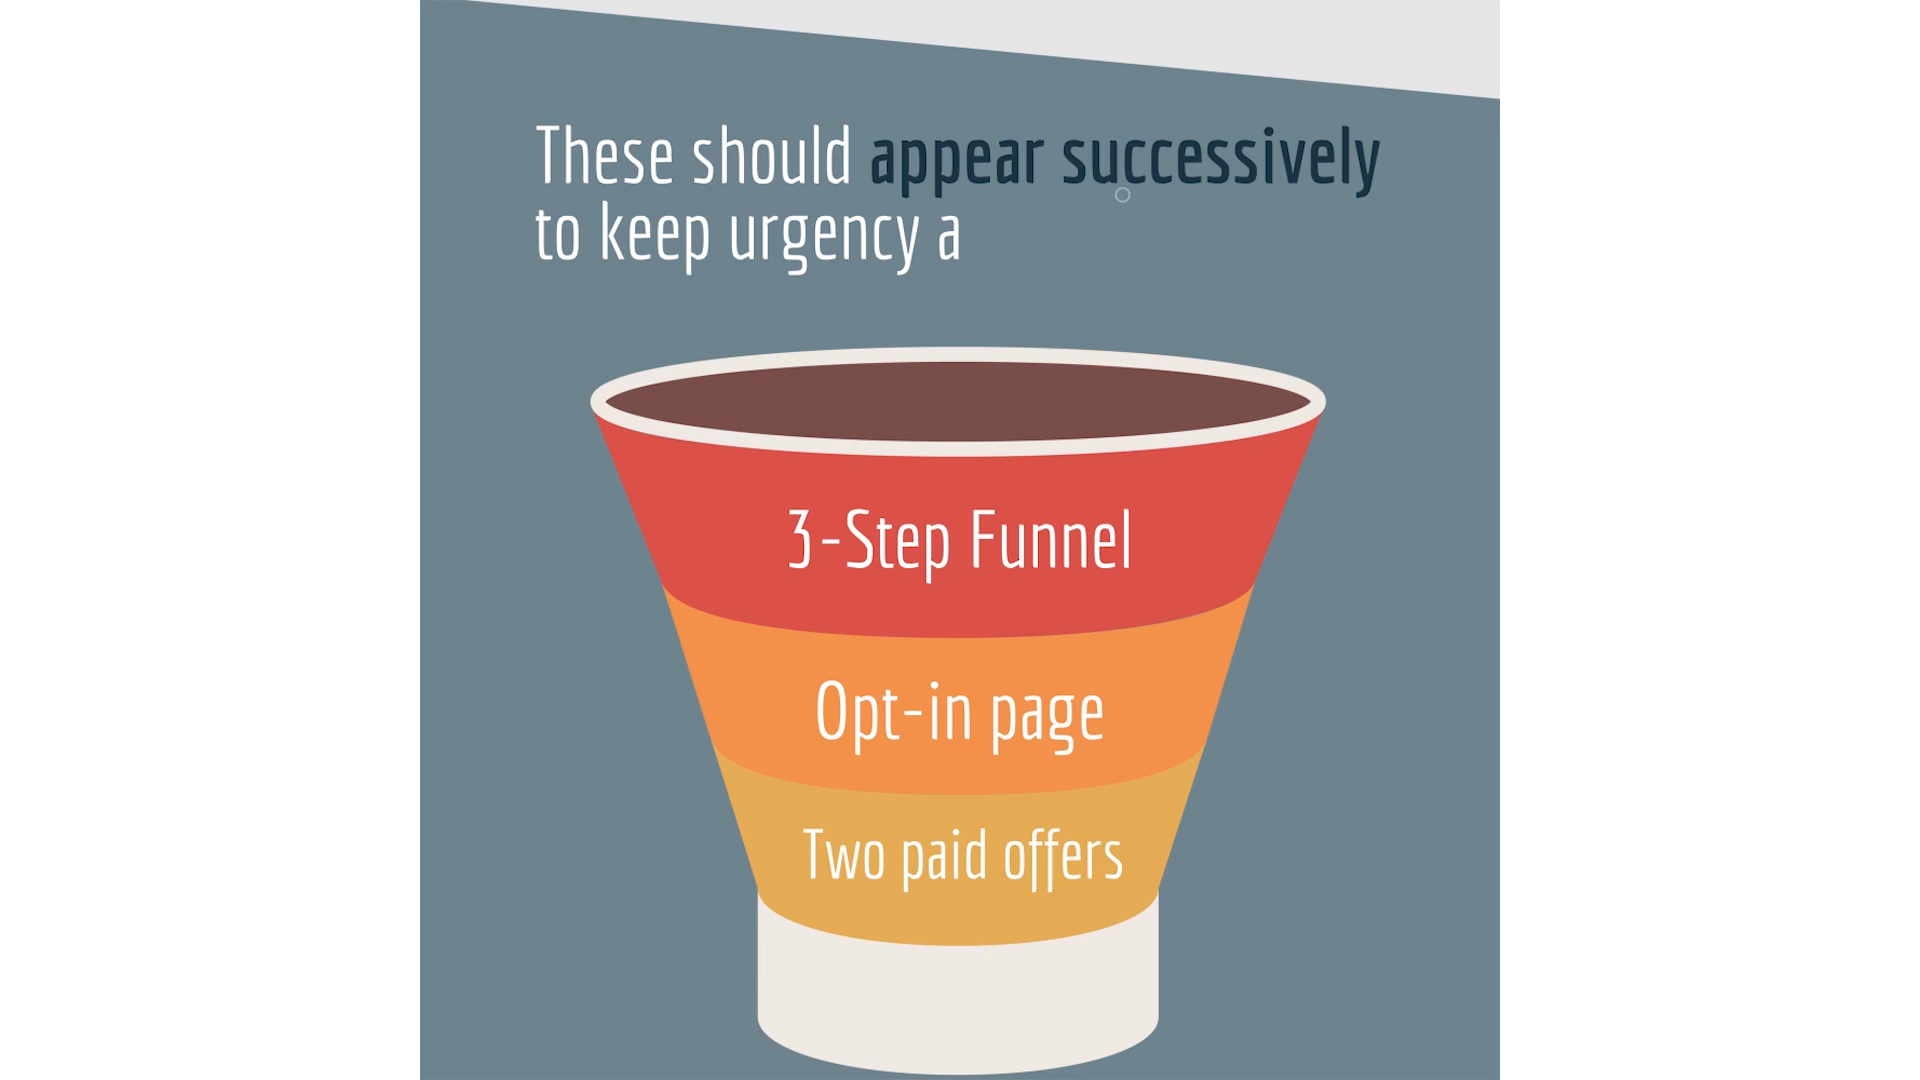 These should appear successively
to keep urgency a
3-Step Funnel
Opt-in page
Two paid offers